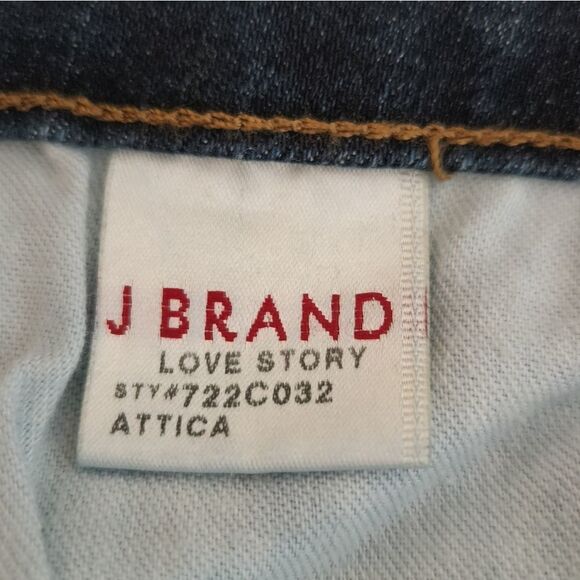 J BRAND
LOVE STORY
STY#722C032
ATTICA